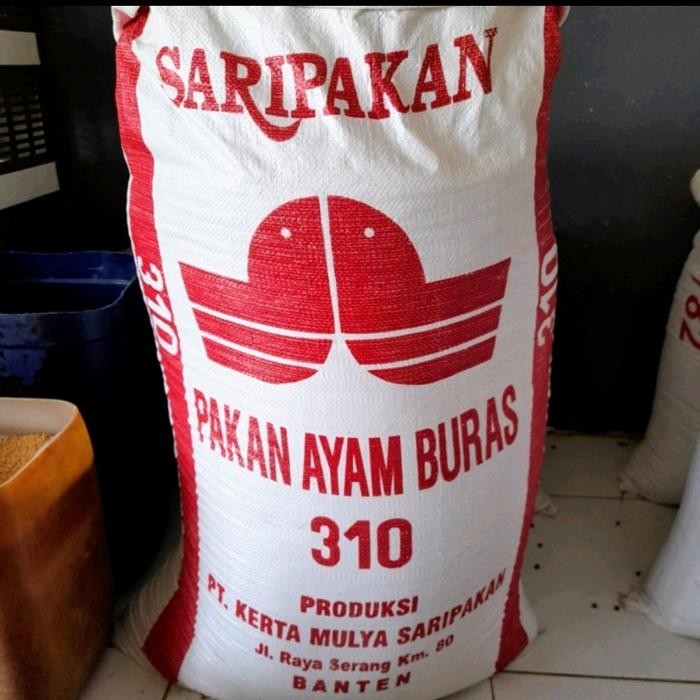 SARIPAKAN
310
310
PAKAN AYAM BURAS
310
PRODUKSI
PT. KERTA MULYA SARIPAKAN
Jl. Raya Serang Km. 80
BANTEN